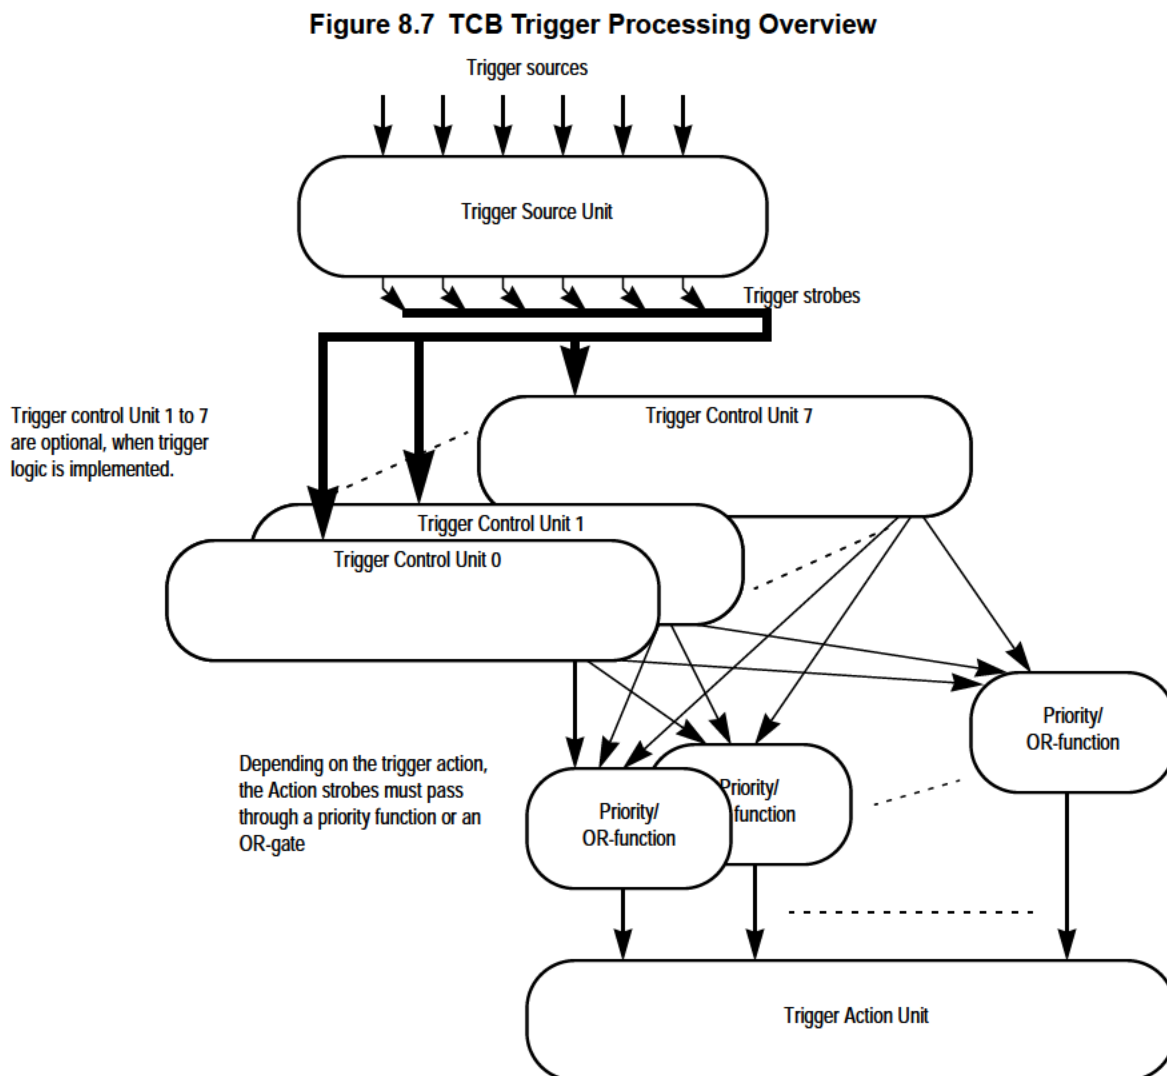 Figure 8.7 TCB Trigger Processing Overview
Trigger sources
Trigger Source Unit
Trigger strobes
Trigger control Unit 1 to 7
are optional, when trigger
logic is implemented.
Trigger Control Unit 7
Trigger Control Unit 1
Trigger Control Unit 0
Priority/
OR-function
Depending on the trigger action,
the Action strobes must pass
through a priority function or an
OR-gate
Priority/
function
Priority/
OR-function
Trigger Action Unit